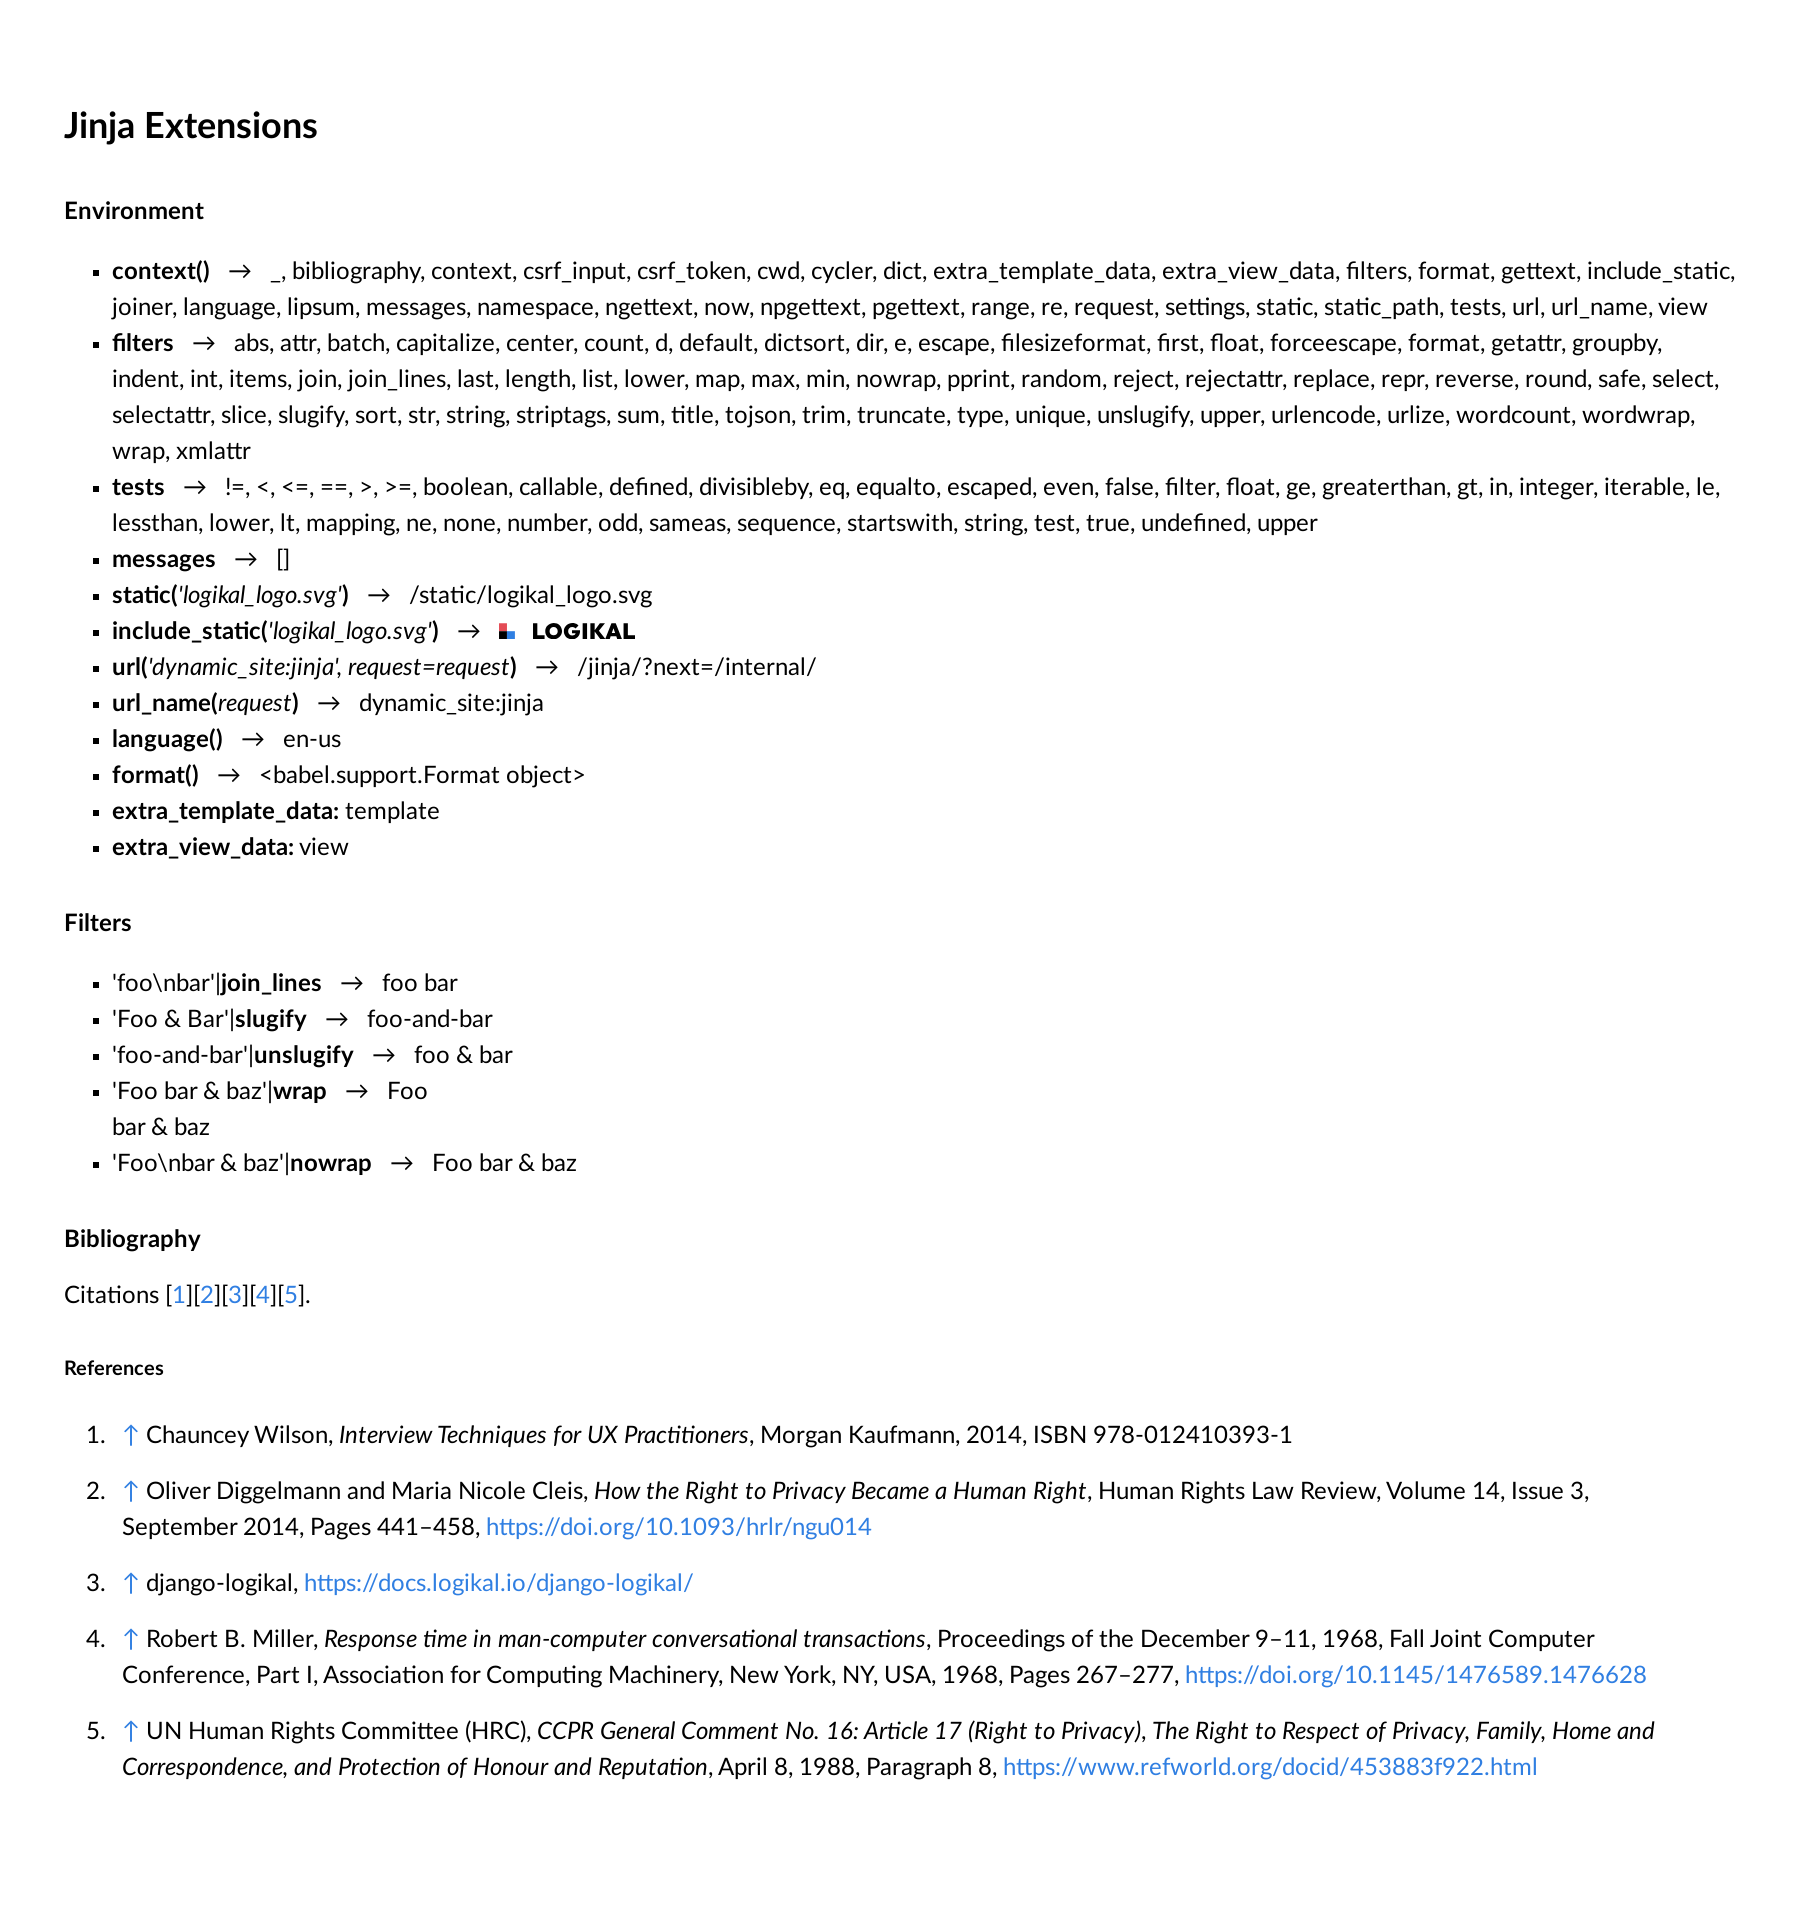 Jinja Extensions
Environment
▪ context() → _, bibliography, context, csrf_input, csrf_token, cwd, cycler, dict, extra_template_data, extra_view_data, filters, format, gettext, include_static,
joiner, language, lipsum, messages, namespace, ngettext, now, npgettext, pgettext, range, re, request, settings, static, static_path, tests, url, url_name, view
▪ filters → abs, attr, batch, capitalize, center, count, d, default, dictsort, dir, e, escape, filesizeformat, first, float, forceescape, format, getattr, groupby,
indent, int, items, join, join_lines, last, length, list, lower, map, max, min, nowrap, pprint, random, reject, rejectattr, replace, repr, reverse, round, safe, select,
selectattr, slice, slugify, sort, str, string, striptags, sum, title, tojson, trim, truncate, type, unique, unslugify, upper, urlencode, urlize, wordcount, wordwrap,
wrap, xmlattr
▪ tests → !=, <, <=, ==, >, >=, boolean, callable, defined, divisibleby, eq, equalto, escaped, even, false, filter, float, ge, greaterthan, gt, in, integer, iterable, le,
lessthan, lower, lt, mapping, ne, none, number, odd, sameas, sequence, startswith, string, test, true, undefined, upper
▪ messages → []
▪ static('logikal_logo.svg') → /static/logikal_logo.svg
▪ include_static('logikal_logo.svg') → LOGIKAL
▪ url('dynamic_site:jinja', request=request) → /jinja/?next=/internal/
▪ url_name(request) → dynamic_site:jinja
▪ language() → en-us
▪ format() → <babel.support.Format object>
▪ extra_template_data: template
▪ extra_view_data: view
Filters
▪ 'foo\nbar'|join_lines → foo bar
▪ 'Foo & Bar'|slugify → foo-and-bar
▪ 'foo-and-bar'|unslugify → foo & bar
▪ 'Foo bar & baz'|wrap → Foo
bar & baz
▪ 'Foo\nbar & baz'|nowrap → Foo bar & baz
Bibliography
Citations [1][2][3][4][5].
References
1. ↑ Chauncey Wilson, Interview Techniques for UX Practitioners, Morgan Kaufmann, 2014, ISBN 978-012410393-1
2. ↑ Oliver Diggelmann and Maria Nicole Cleis, How the Right to Privacy Became a Human Right, Human Rights Law Review, Volume 14, Issue 3,
September 2014, Pages 441–458, https://doi.org/10.1093/hrlr/ngu014
3. ↑ django-logikal, https://docs.logikal.io/django-logikal/
4. ↑ Robert B. Miller, Response time in man-computer conversational transactions, Proceedings of the December 9–11, 1968, Fall Joint Computer
Conference, Part I, Association for Computing Machinery, New York, NY, USA, 1968, Pages 267–277, https://doi.org/10.1145/1476589.1476628
5. ↑ UN Human Rights Committee (HRC), CCPR General Comment No. 16: Article 17 (Right to Privacy), The Right to Respect of Privacy, Family, Home and
Correspondence, and Protection of Honour and Reputation, April 8, 1988, Paragraph 8, https://www.refworld.org/docid/453883f922.html